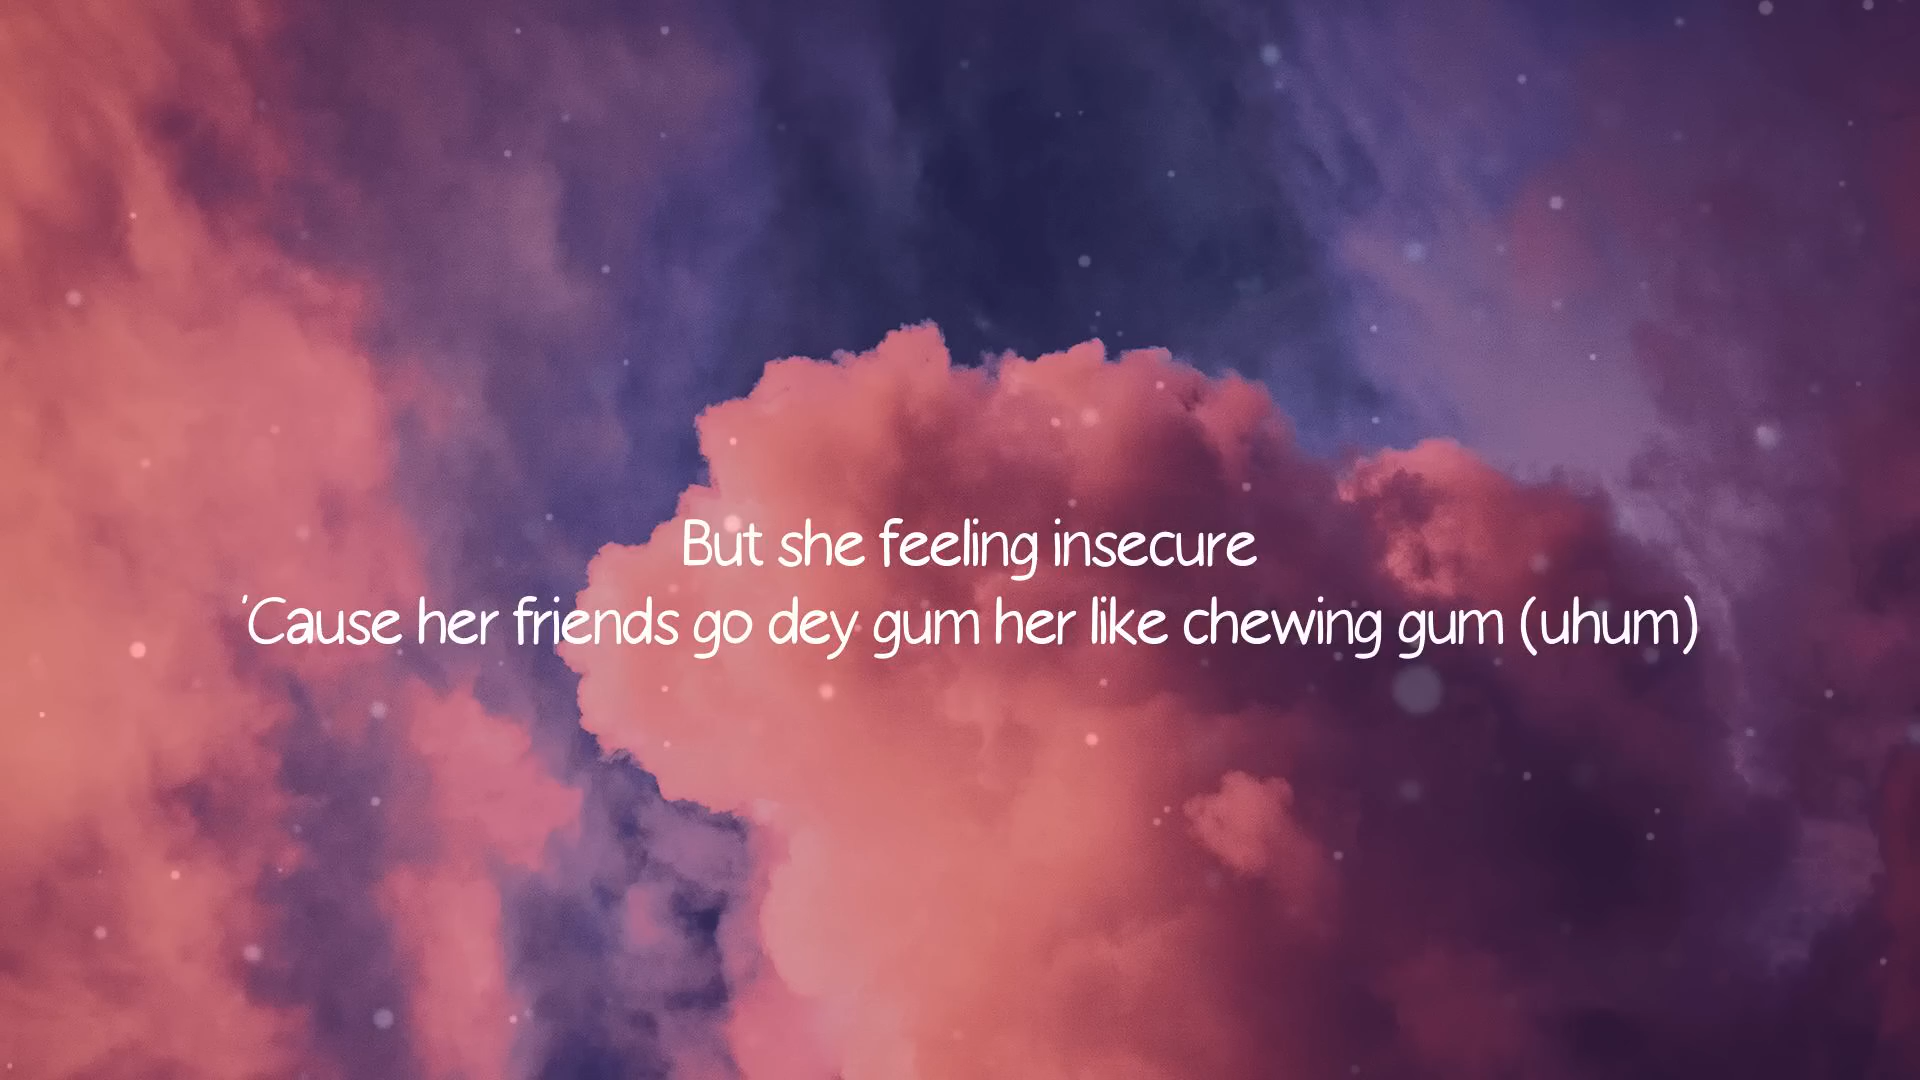 But she feeling insecure
'Cause her friends go dey gum her like chewing gum (uhum)